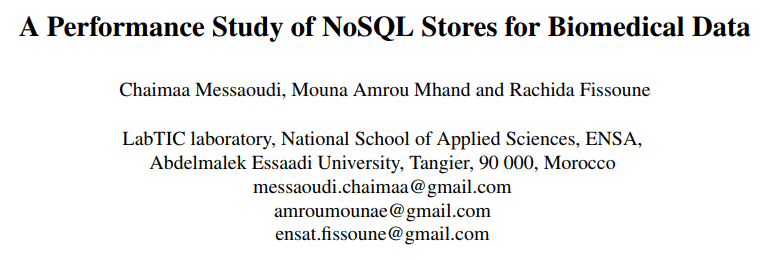 A Performance Study of NoSQL Stores for Biomedical Data
Chaimaa Messaoudi, Mouna Amrou Mhand and Rachida Fissoune
LabTIC laboratory, National School of Applied Sciences, ENSA,
Abdelmalek Essaadi University, Tangier, 90 000, Morocco
messaoudi.chaimaa@gmail.com
amroumounae@gmail.com
ensat.fissoune@gmail.com